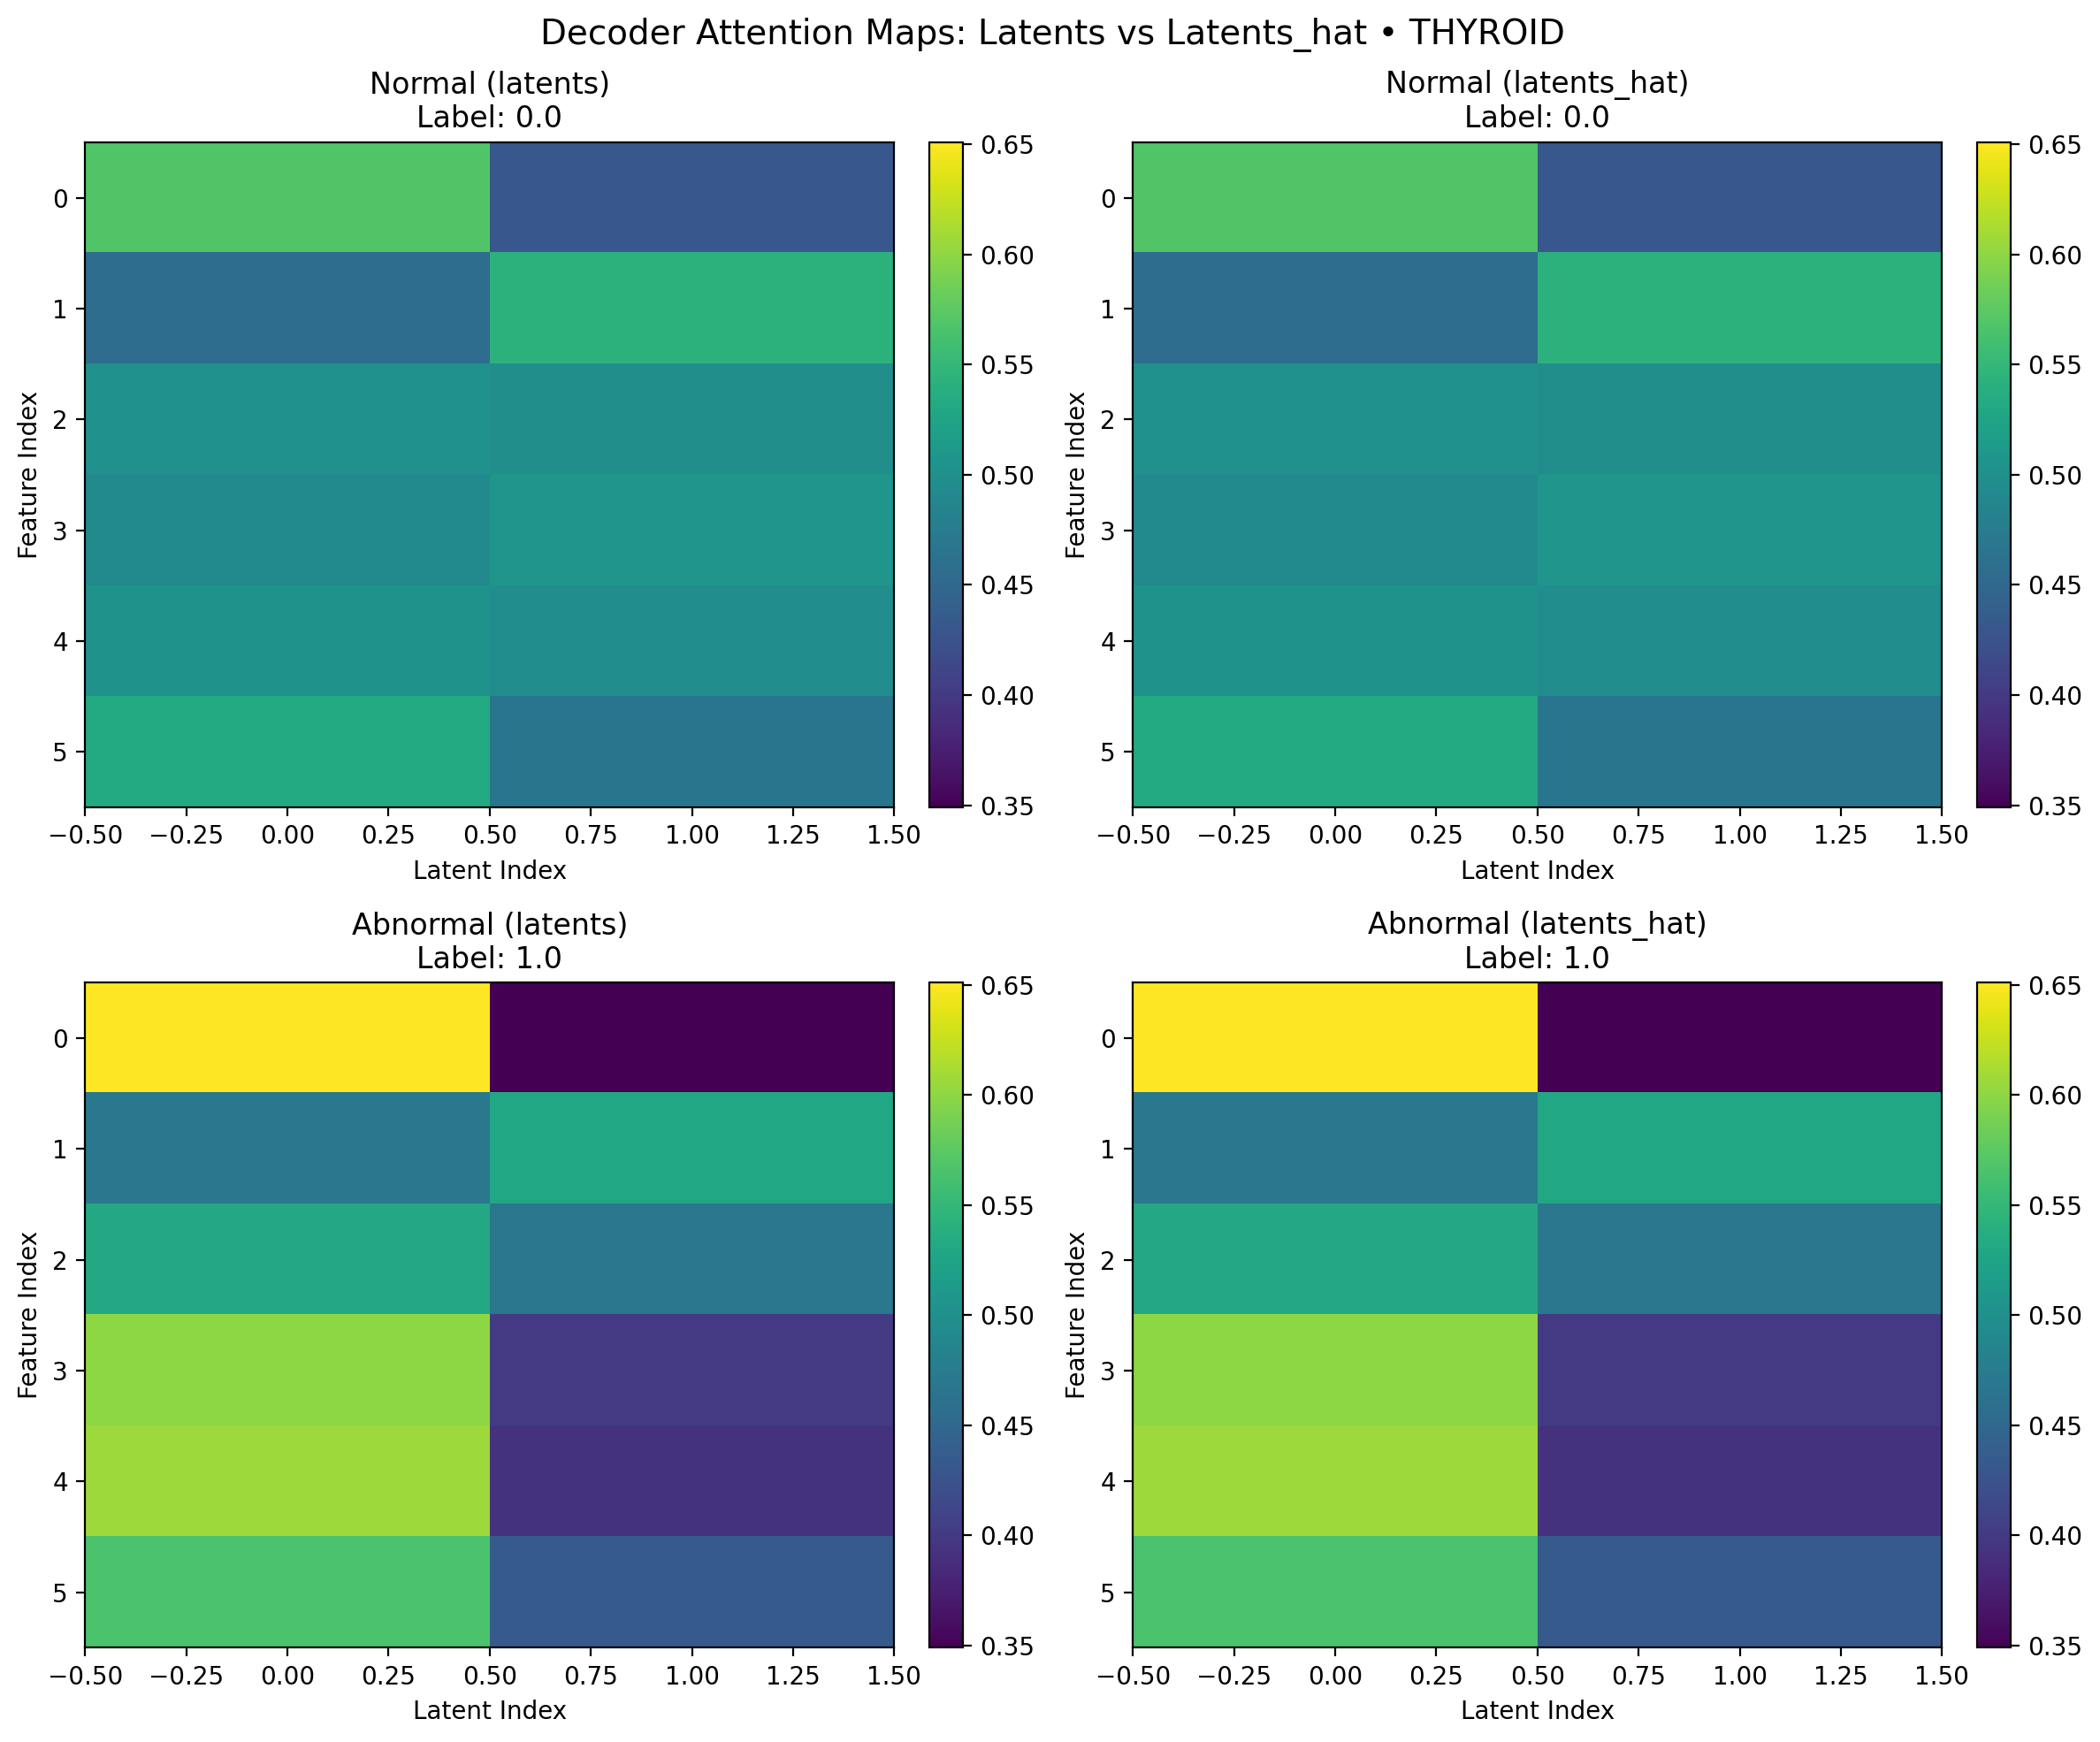 Decoder Attention Maps: Latents vs Latents_hat • THYROID
Normal (latents)
Label: 0.0
0
1
2
3
4
5
Feature Index
−0.50 −0.25 0.00 0.25 0.50 0.75 1.00 1.25 1.50
Latent Index
0.65
0.60
0.55
0.50
0.45
0.40
0.35
Normal (latents_hat)
Label: 0.0
0
1
2
3
4
5
Feature Index
−0.50 −0.25 0.00 0.25 0.50 0.75 1.00 1.25 1.50
Latent Index
0.65
0.60
0.55
0.50
0.45
0.40
0.35
Abnormal (latents)
Label: 1.0
0
1
2
3
4
5
Feature Index
−0.50 −0.25 0.00 0.25 0.50 0.75 1.00 1.25 1.50
Latent Index
0.65
0.60
0.55
0.50
0.45
0.40
0.35
Abnormal (latents_hat)
Label: 1.0
0
1
2
3
4
5
Feature Index
−0.50 −0.25 0.00 0.25 0.50 0.75 1.00 1.25 1.50
Latent Index
0.65
0.60
0.55
0.50
0.45
0.40
0.35